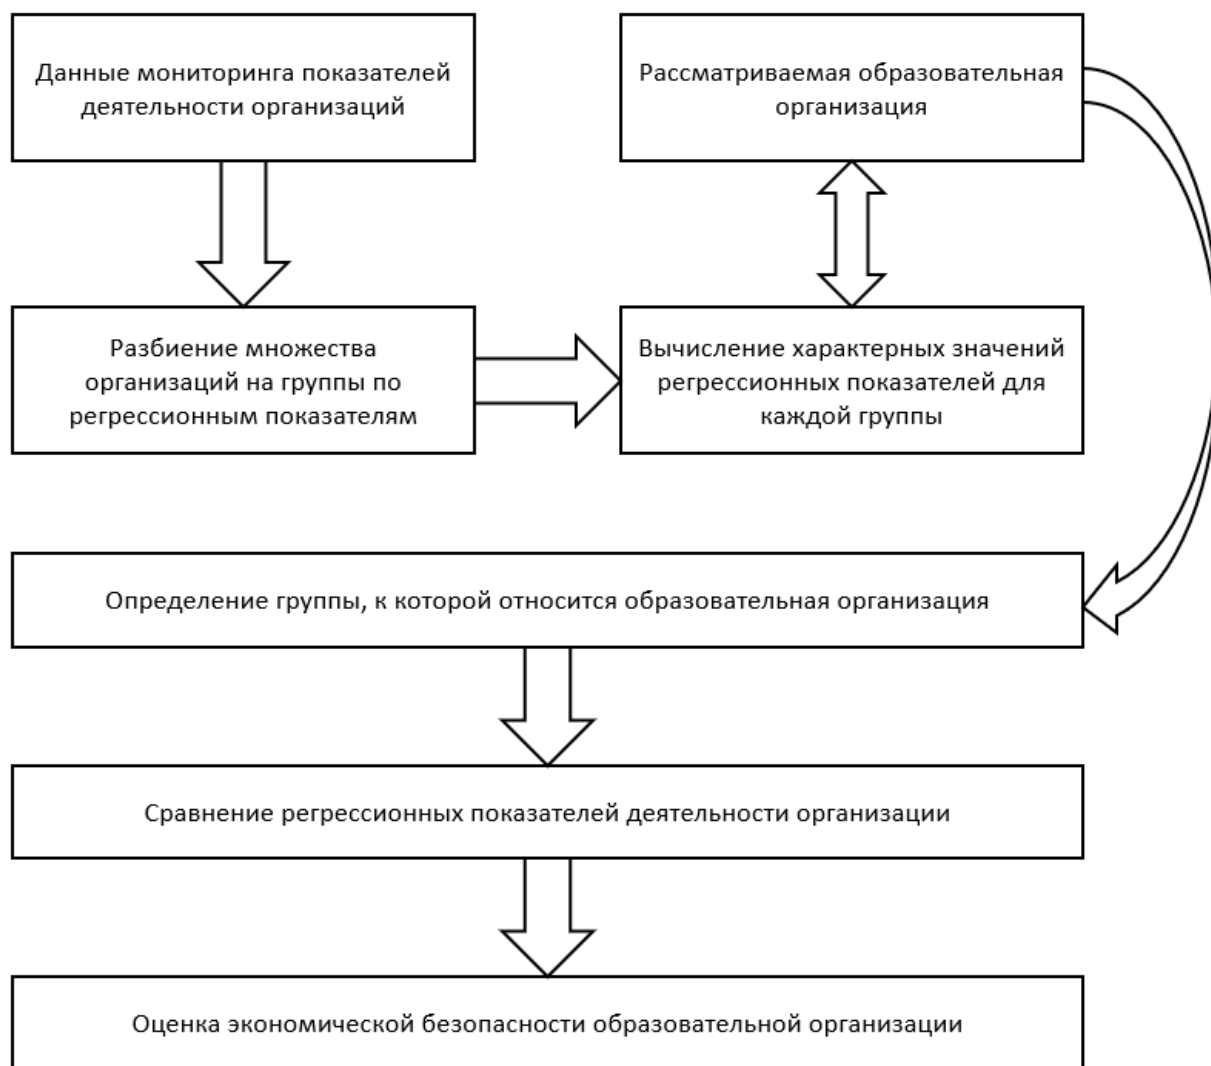 Данные мониторинга показателей
деятельности организаций
Рассматриваемая образовательная
организация
Разбиение множества
организаций на группы по
регрессионным показателям
Вычисление характерных значений
регрессионных показателей для
каждой группы
Определение группы, к которой относится образовательная организация
Сравнение регрессионных показателей деятельности организации
Оценка экономической безопасности образовательной организации